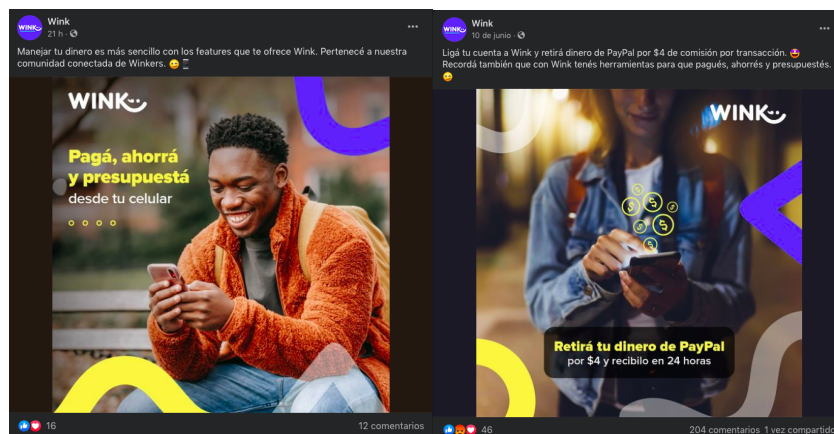 WINK
Wink
21 h ·
Manejar tu dinero es más sencillo con los features que te ofrece Wink. Pertenecé a nuestra
comunidad conectada de Winkers.
WINK
Pagá, ahorrá
y presupuestá
desde tu celular
16
12 comentarios
WINK
Wink
10 de junio ·
Ligá tu cuenta a Wink y retirá dinero de PayPal por $4 de comisión por transacción.
Recordá también que con Wink tenés herramientas para que pagués, ahorrés y presupuestés.
WINK
Retirá tu dinero de PayPal
por $4 y recibilo en 24 horas
46
204 comentarios 1 vez compartido